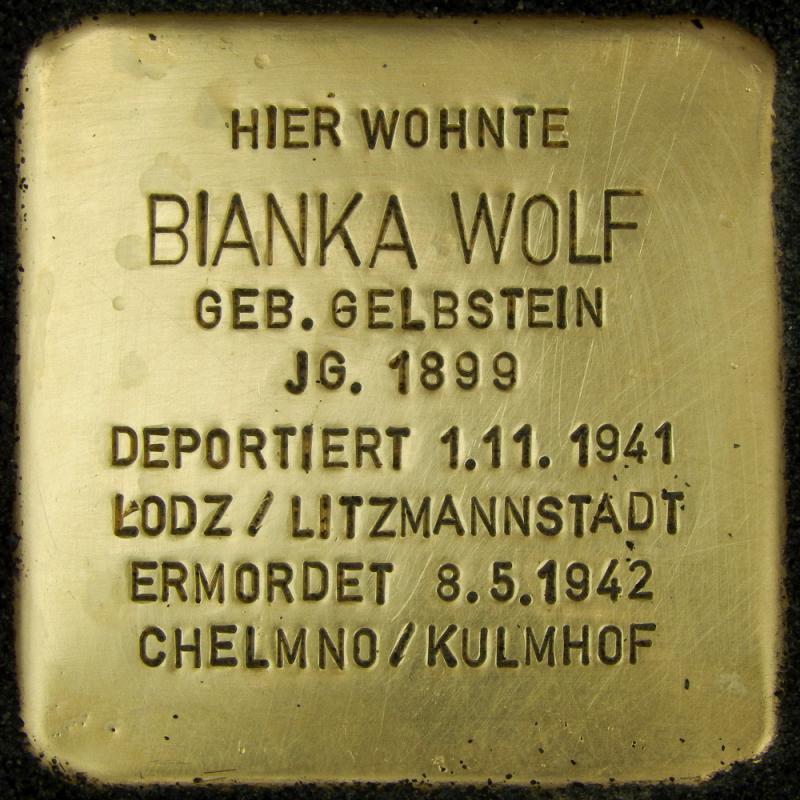 HIER WOHNTE
BIANKA WOLF
GEB. GELBSTEIN
JG. 1899
DEPORTIERT 1.11.1941
ŁODZ / LITZMANNSTADT
ERMORDET 8.5.1942
CHELMNO/KULMHOF